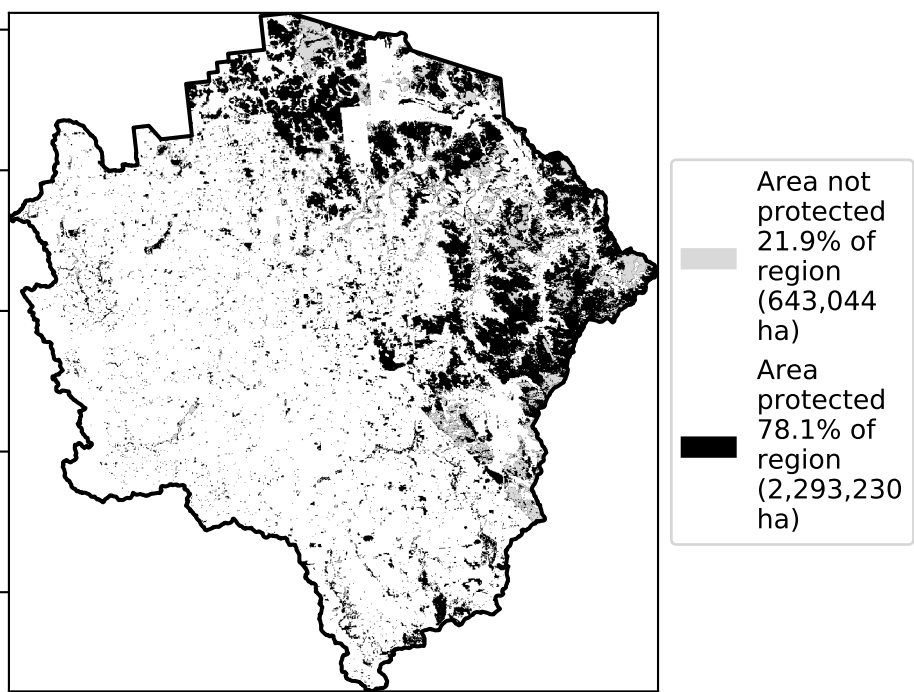 Area not
protected
21.9% of
region
(643,044
ha)
Area
protected
78.1% of
region
(2,293,230
ha)